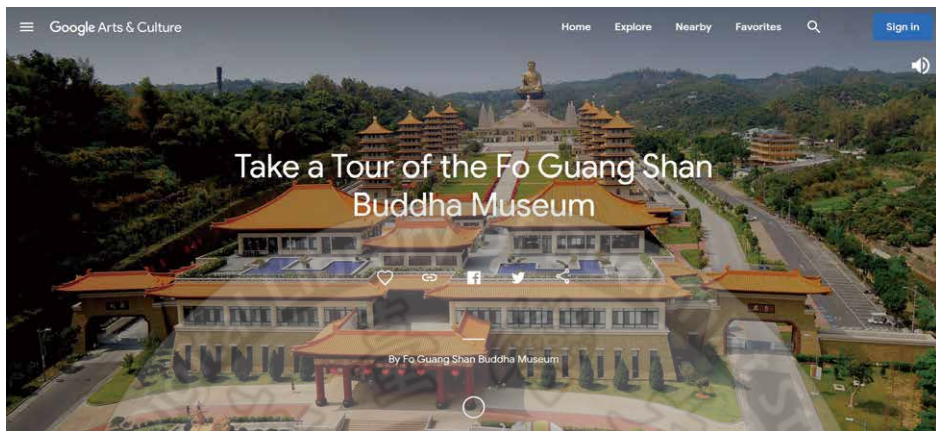 Google Arts & Culture
Home
Explore
Nearby
Favorites
Sign in
Take a Tour of the Fo Guang Shan
Buddha Museum
By Fo Guang Shan Buddha Museum